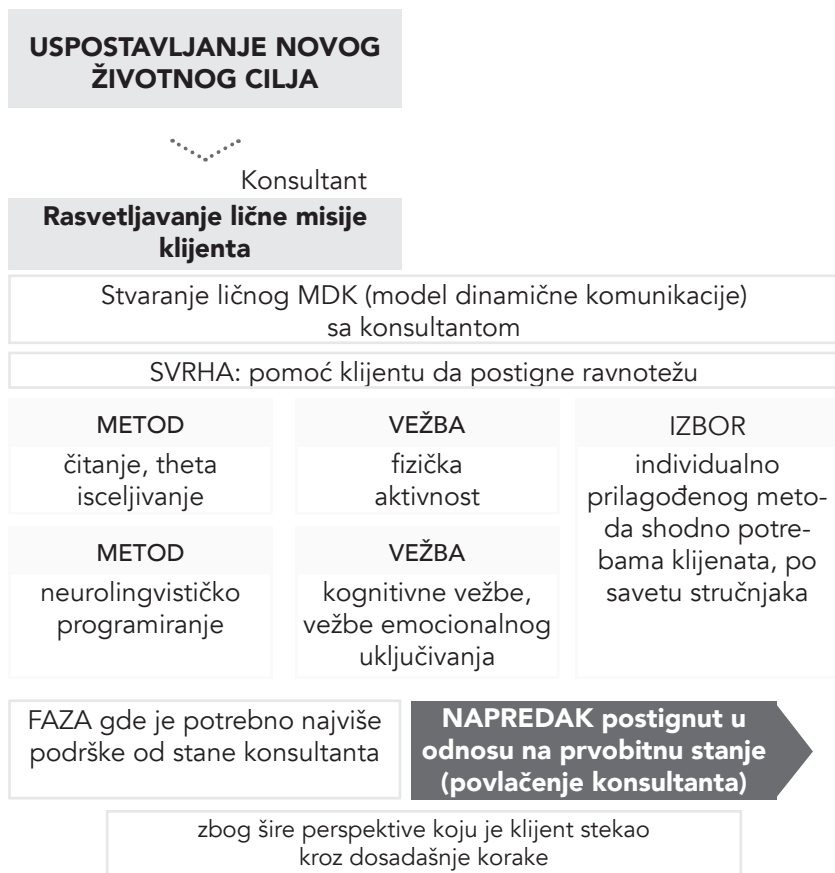 USPOSTAVLJANJE NOVOG
ŽIVOTNOG CILJA
Konsultant
Rasvetljavanje lične misije
klijenta
Stvaranje ličnog MDK (model dinamične komunikacije)
sa konsultantom
SVRHA: pomoć klijentu da postigne ravnotežu
METOD
čitanje, theta
isceljivanje
VEŽBA
fizička
aktivnost
IZBOR
individualno
prilagođenog meto-
da shodno potre-
bama klijenata, po
savetu stručnjaka
METOD
neurolingvističko
programiranje
VEŽBA
kognitivne vežbe,
vežbe emocionalnog
uključivanja
FAZA gde je potrebno najviše
podrške od stane konsultanta
NAPREDAK postignut u
odnosu na prvobitnu stanje
(povlačenje konsultanta)
zbog šire perspektive koju je klijent stekao
kroz dosadašnje korake